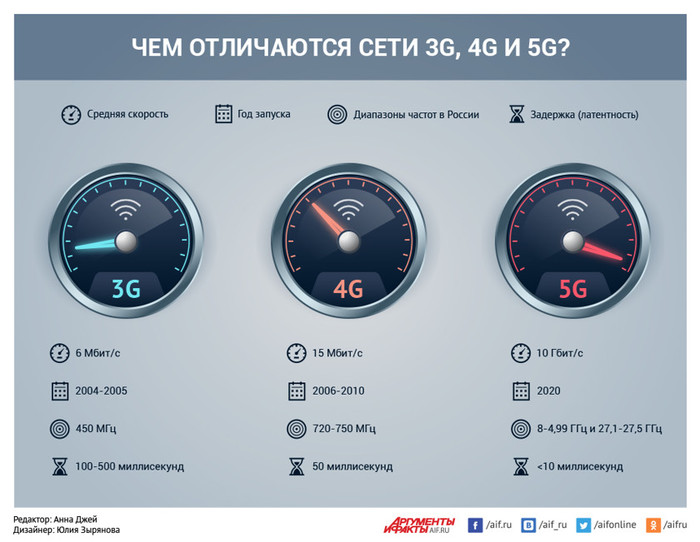 ЧЕМ ОТЛИЧАЮТСЯ СЕТИ 3G, 4G И 5G?
Средняя скорость
Год запуска
Диапазоны частот в России
Задержка (латентность)
3G
4G
5G
6 Мбит/с
15 Мбит/с
10 Гбит/с
2004-2005
2006-2010
2020
450 МГц
720-750 МГц
8-4,99 ГГц и 27,1-27,5 ГГц
100-500 миллисекунд
50 миллисекунд
<10 миллисекунд
Редактор: Анна Джей
Дизайнер: Юлия Зырянова
АРГУМЕНТЫ
И ФАКТЫ AIF.RU
f /aif.ru
B /aif_ru
/aifonline
/aifru